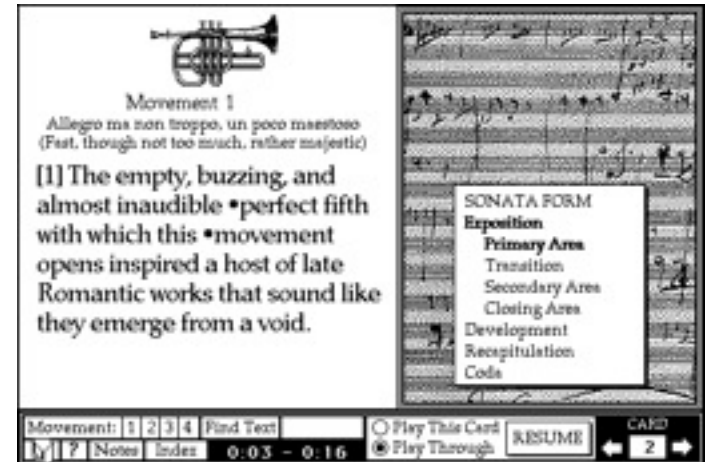 Movement 1
Allegro ma non troppo, un poco maestoso
(Fast, though not too much, rather majestic)
[1] The empty, buzzing, and
almost inaudible •perfect fifth
with which this •movement
opens inspired a host of late
Romantic works that sound like
they emerge from a void.
SONATA FORM
Exposition
Primary Area
Transition
Secondary Area
Closing Area
Development
Recapitulation
Coda
Movement: 1 2 3 4 Find Text
? Notes Index 0:03 - 0:16
Play This Card
Play Through
RESUME
CARD
2